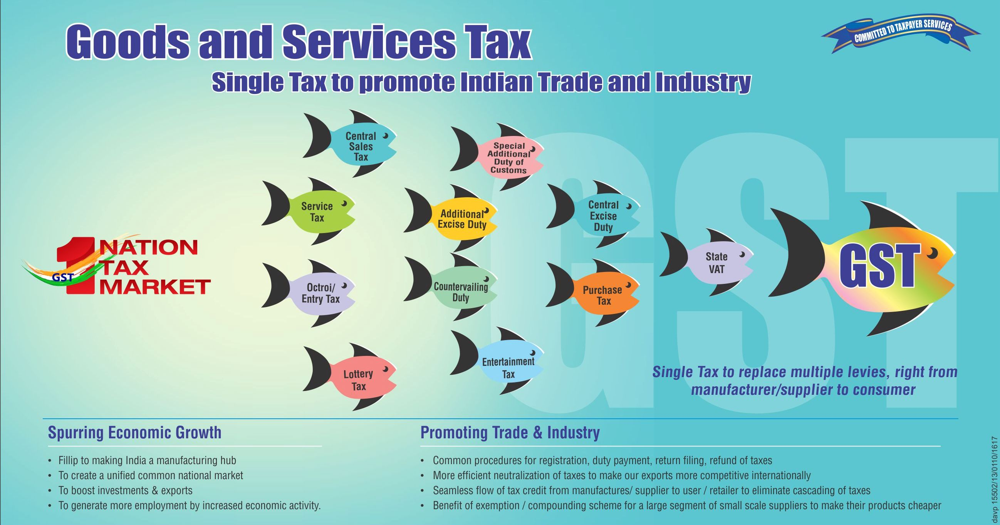 Goods and Services Tax
COMMITTED TO TAXPAYER SERVICES
Single Tax to promote Indian Trade and Industry
Central
Sales
Tax
Special
Additional
Duty of
Customs
Service
Tax
Additional
Excise Duty
Central
Excise
Duty
1 NATION
TAX
MARKET
GST
Octroi/
Entry Tax
Countervailing
Duty
Purchase
Tax
State
VAT
GST
GST
Lottery
Tax
Entertainment
Tax
Single Tax to replace multiple levies, right from
manufacturer/supplier to consumer
Spurring Economic Growth
• Fillip to making India a manufacturing hub
• To create a unified common national market
• To boost investments & exports
• To generate more employment by increased economic activity.
Promoting Trade & Industry
• Common procedures for registration, duty payment, return filing, refund of taxes
• More efficient neutralization of taxes to make our exports more competitive internationally
• Seamless flow of tax credit from manufactures/ supplier to user / retailer to eliminate cascading of taxes
• Benefit of exemption / compounding scheme for a large segment of small scale suppliers to make their products cheaper
davp 15502/13/0110/1617